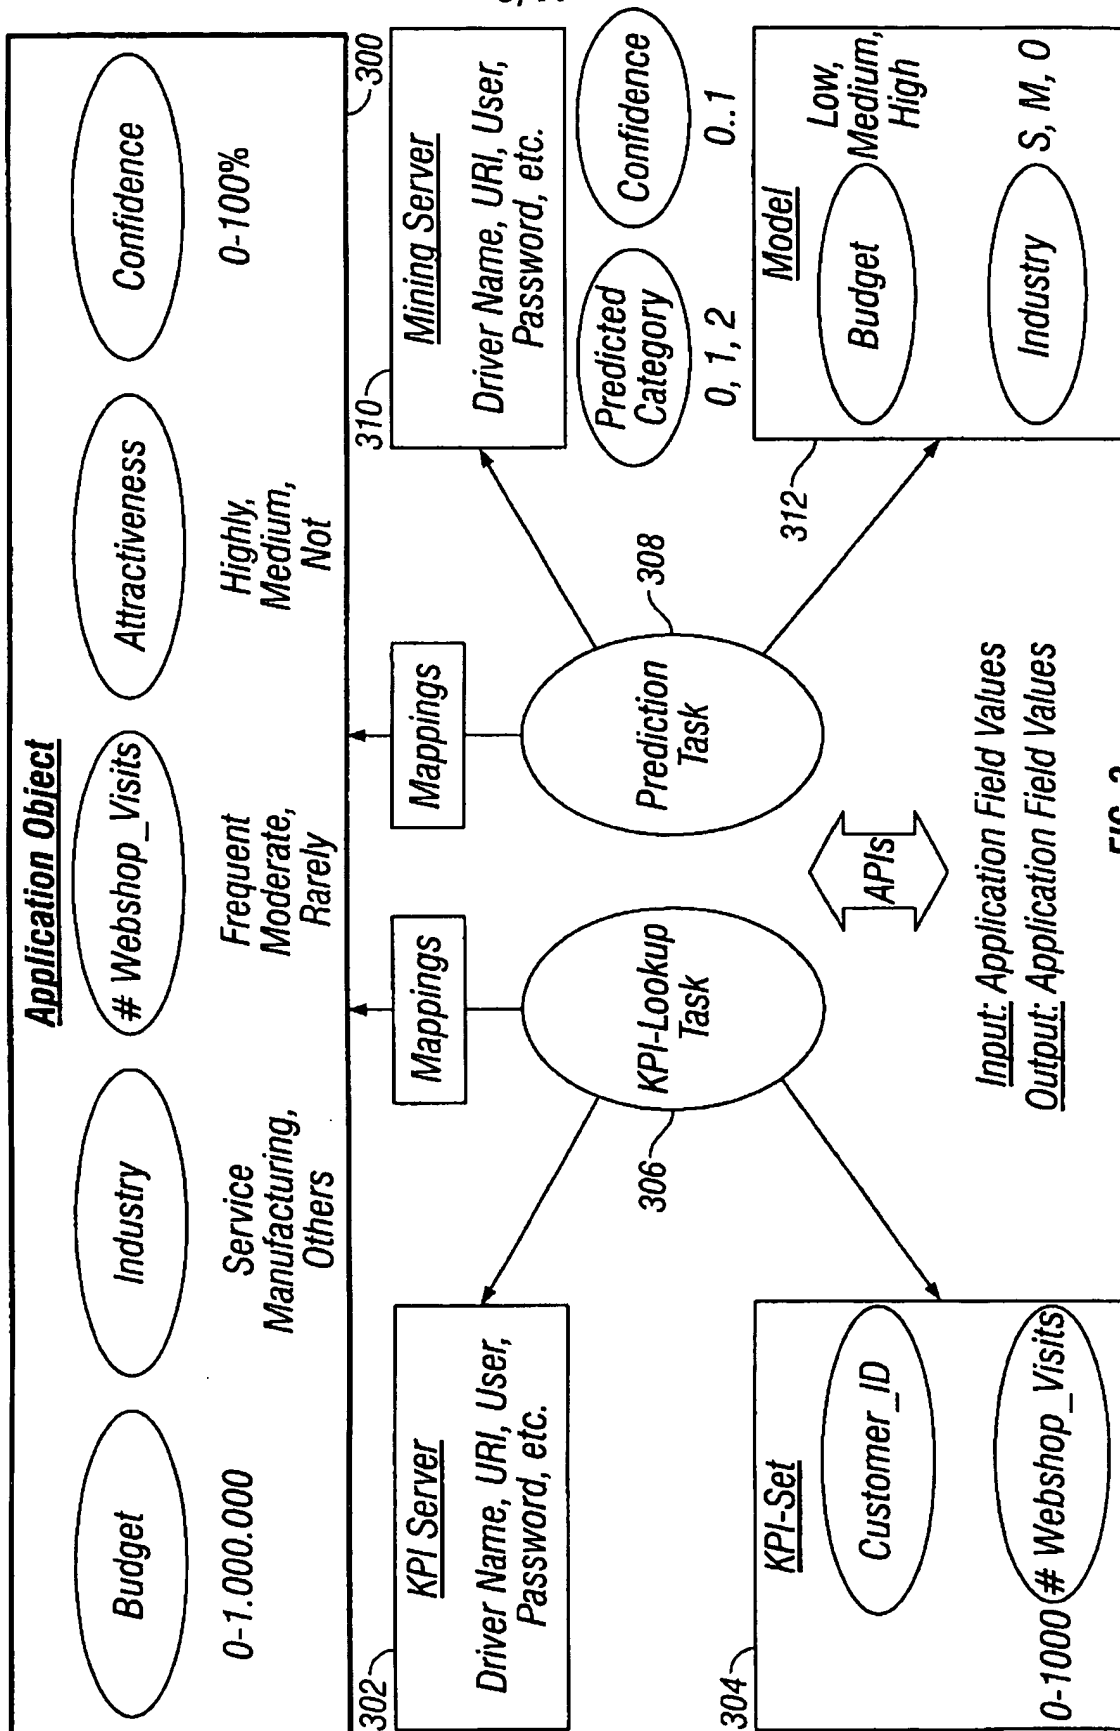 Application Object
Budget
Industry
# Webshop_Visits
Attractiveness
Confidence
0-1.000.000
Service
Manufacturing,
Others
Frequent
Moderate,
Rarely
Highly,
Medium,
Not
0-100%
300
302
KPI Server
Driver Name, URI, User,
Password, etc.
Mappings
Mappings
310
Mining Server
Driver Name, URI, User,
Password, etc.
306
KPI-Lookup
Task
Prediction
Task
308
Predicted
Category
0, 1, 2
Confidence
0..1
304
KPI-Set
Customer_ID
0-1000
# Webshop_Visits
APIs
Input: Application Field Values
Output: Application Field Values
312
Model
Budget
Low,
Medium,
High
Industry
S, M, O